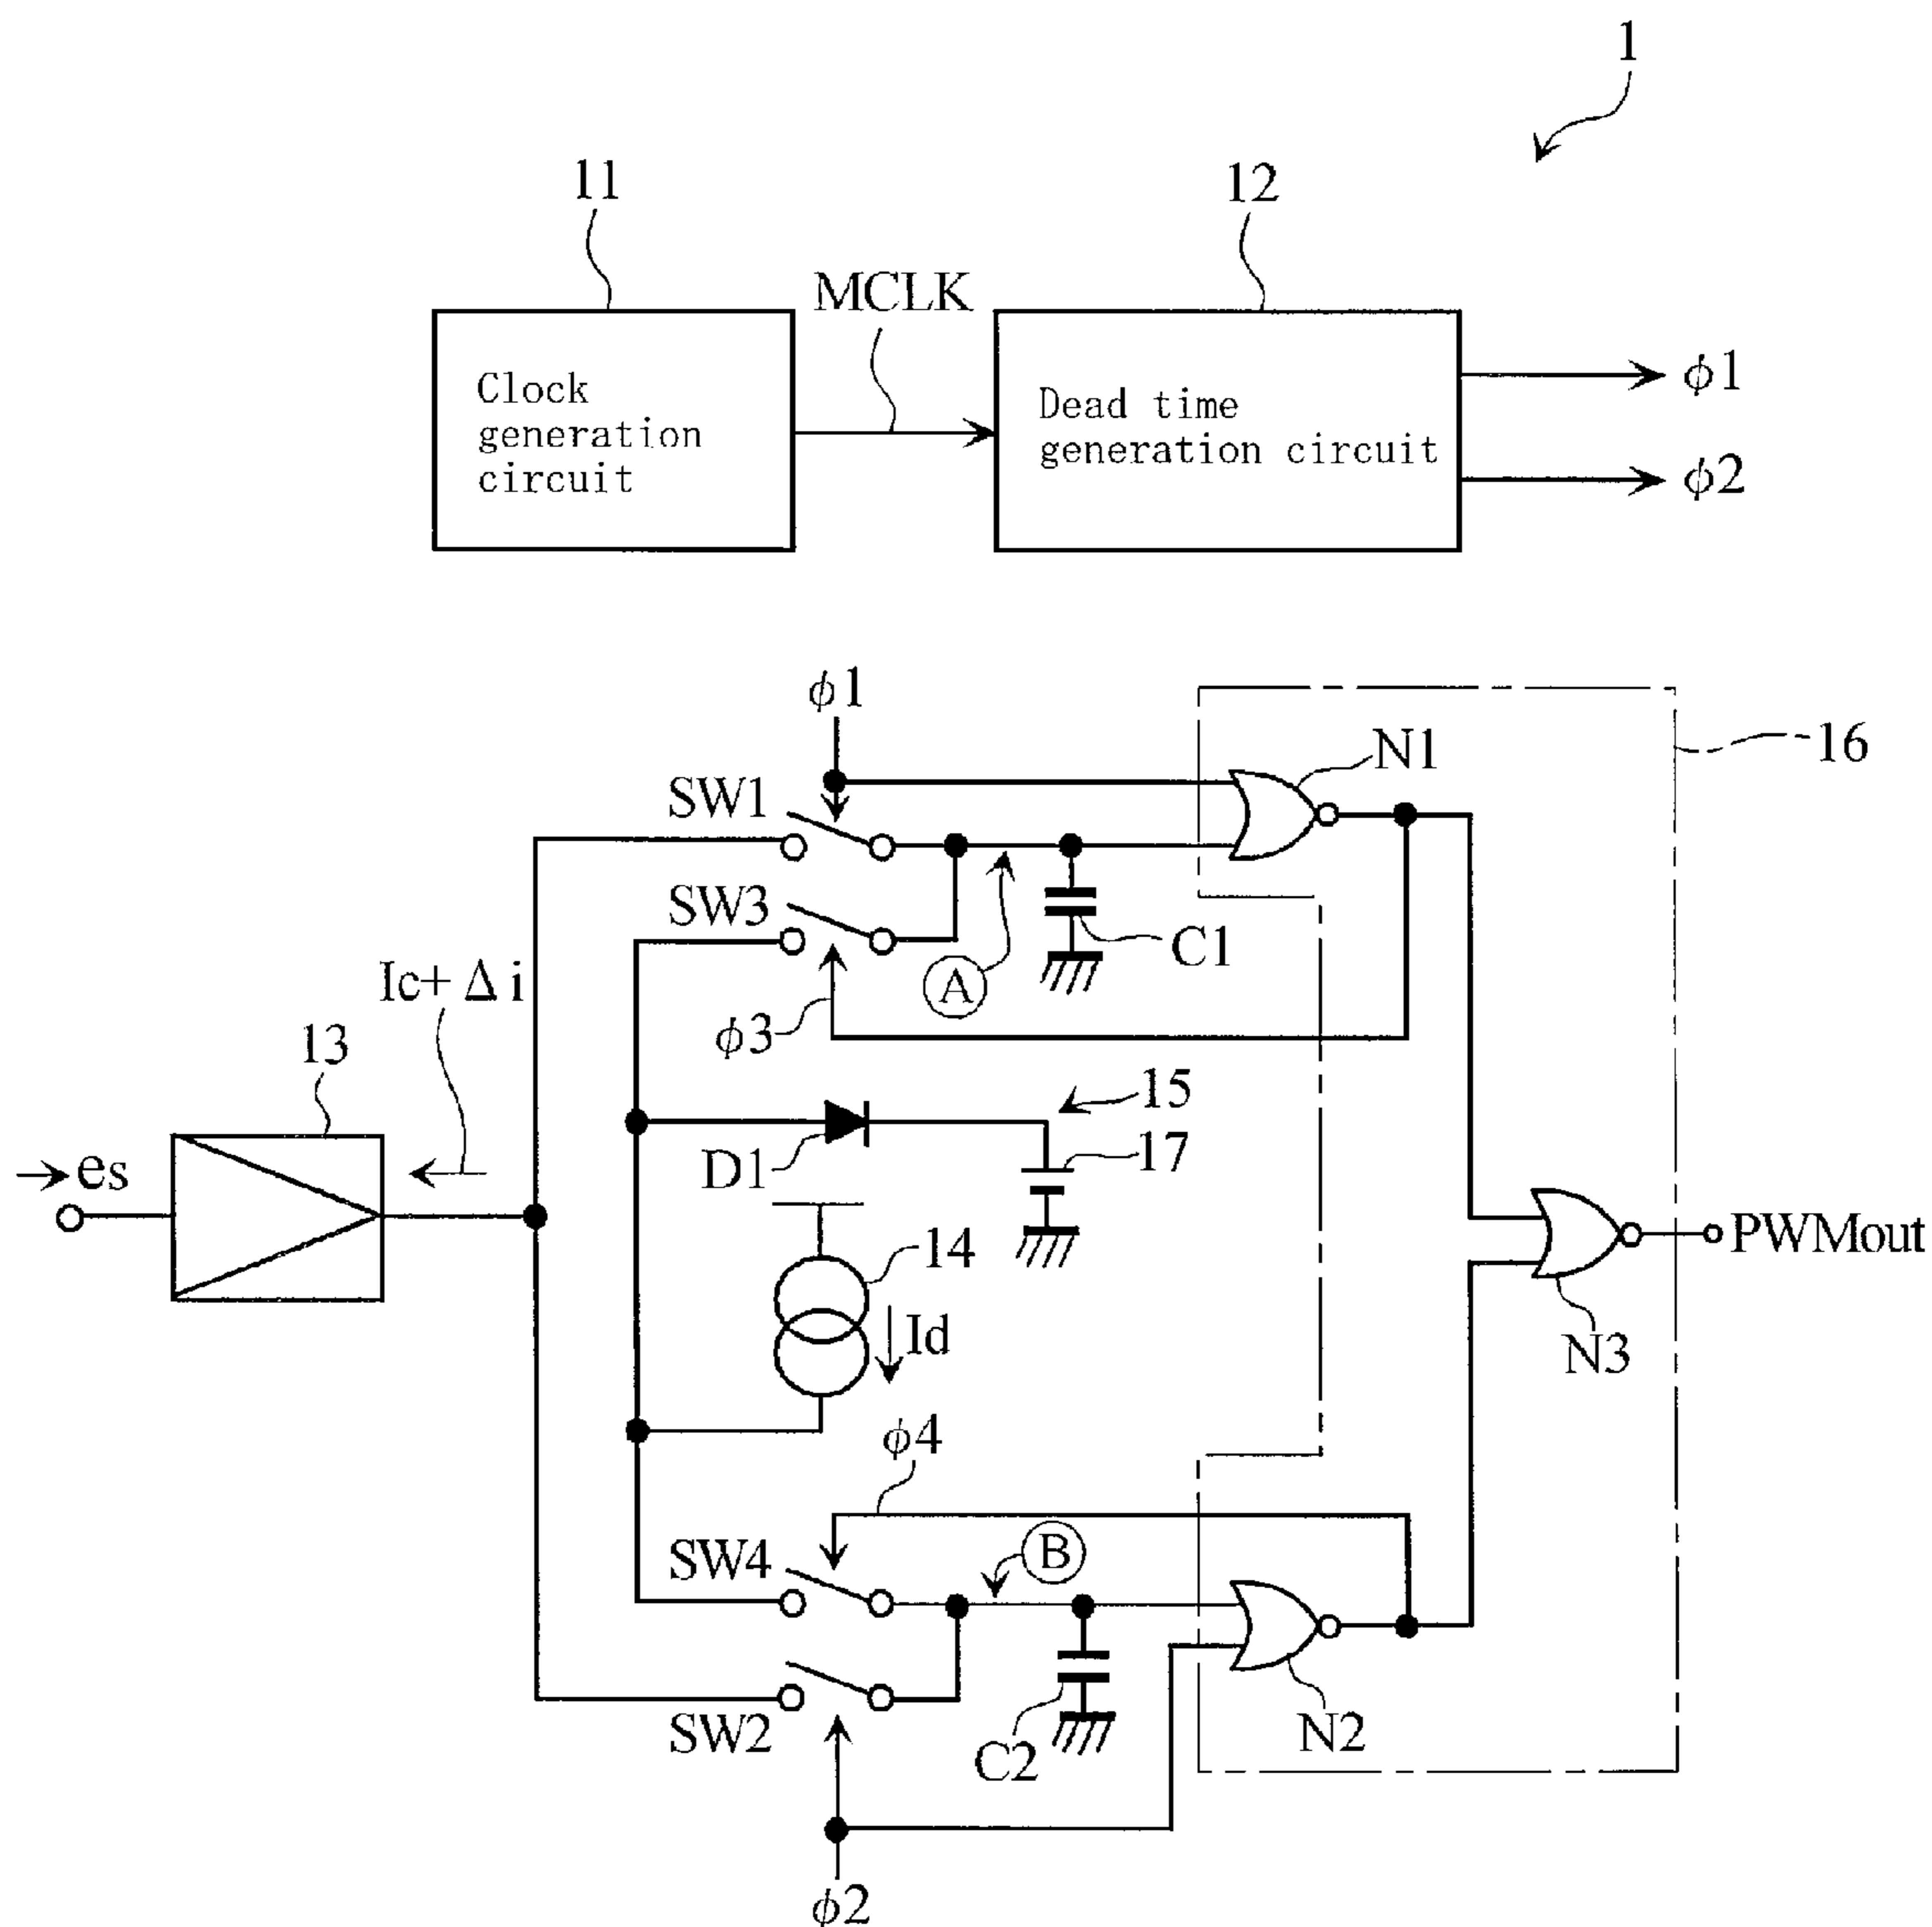 1
11
12
MCLK
Clock
generation
circuit
Dead time
generation circuit
ϕ1
ϕ2
ϕ1
N1
16
SW1
SW3
C1
A
Ic+ Δi
ϕ3
13
15
17
D1
es
14
Id
PWMout
N3
ϕ4
B
SW4
SW2
C2
N2
ϕ2